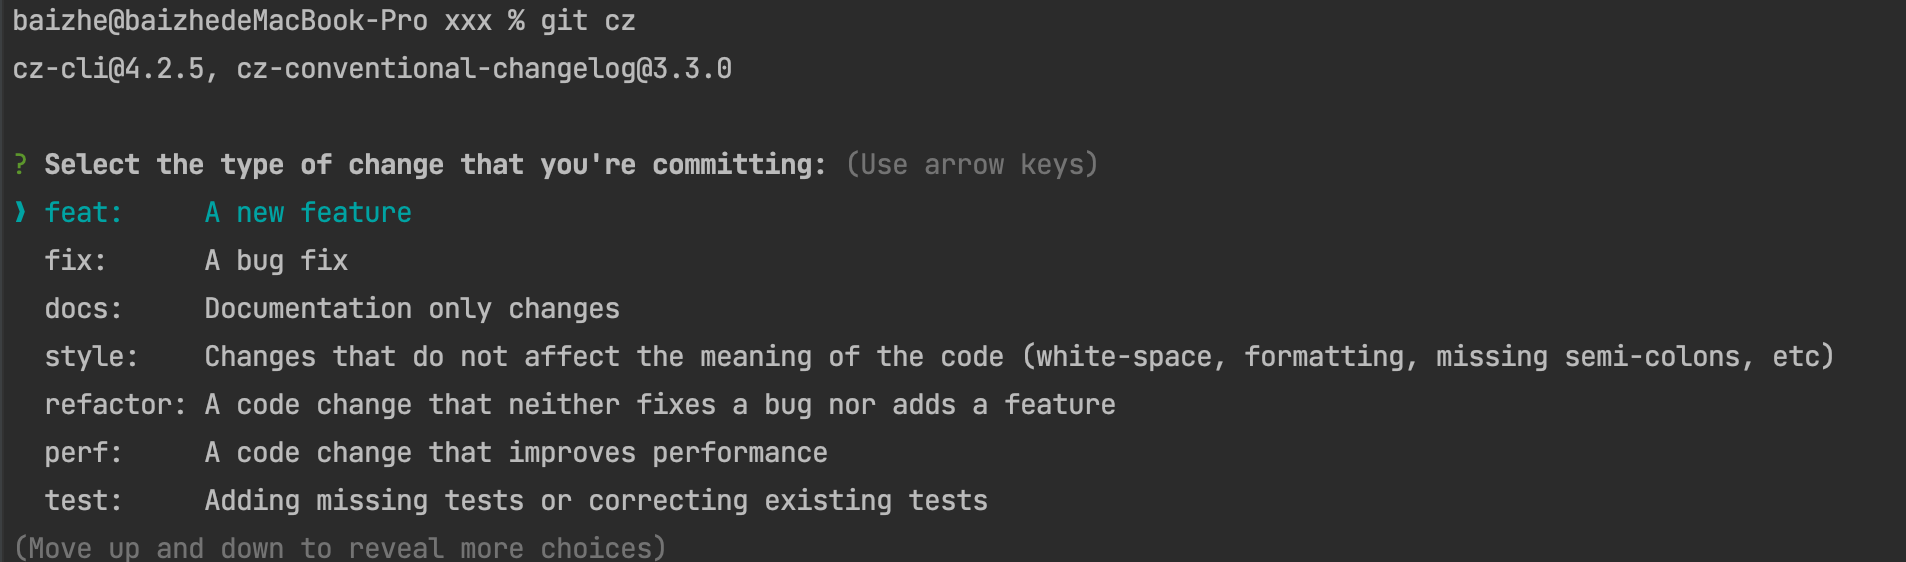 baizhe@baizhedeMacBook-Pro xxx % git cz
cz-cli@4.2.5, cz-conventional-changelog@3.3.0
? Select the type of change that you're committing: (Use arrow keys)
❯ feat:     A new feature
  fix:      A bug fix
  docs:     Documentation only changes
  style:    Changes that do not affect the meaning of the code (white-space, formatting, missing semi-colons, etc)
  refactor: A code change that neither fixes a bug nor adds a feature
  perf:     A code change that improves performance
  test:     Adding missing tests or correcting existing tests
(Move up and down to reveal more choices)